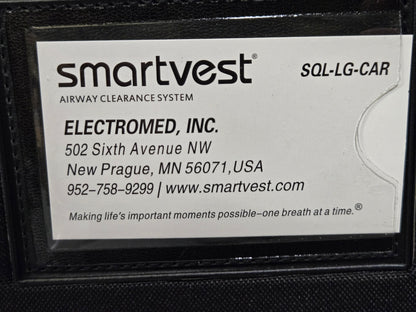 smartvest® SQL-LG-CAR
AIRWAY CLEARANCE SYSTEM
ELECTROMED, INC.
502 Sixth Avenue NW
New Prague, MN 56071,USA
952-758-9299 | www.smartvest.com
Making life's important moments possible–one breath at a time.®